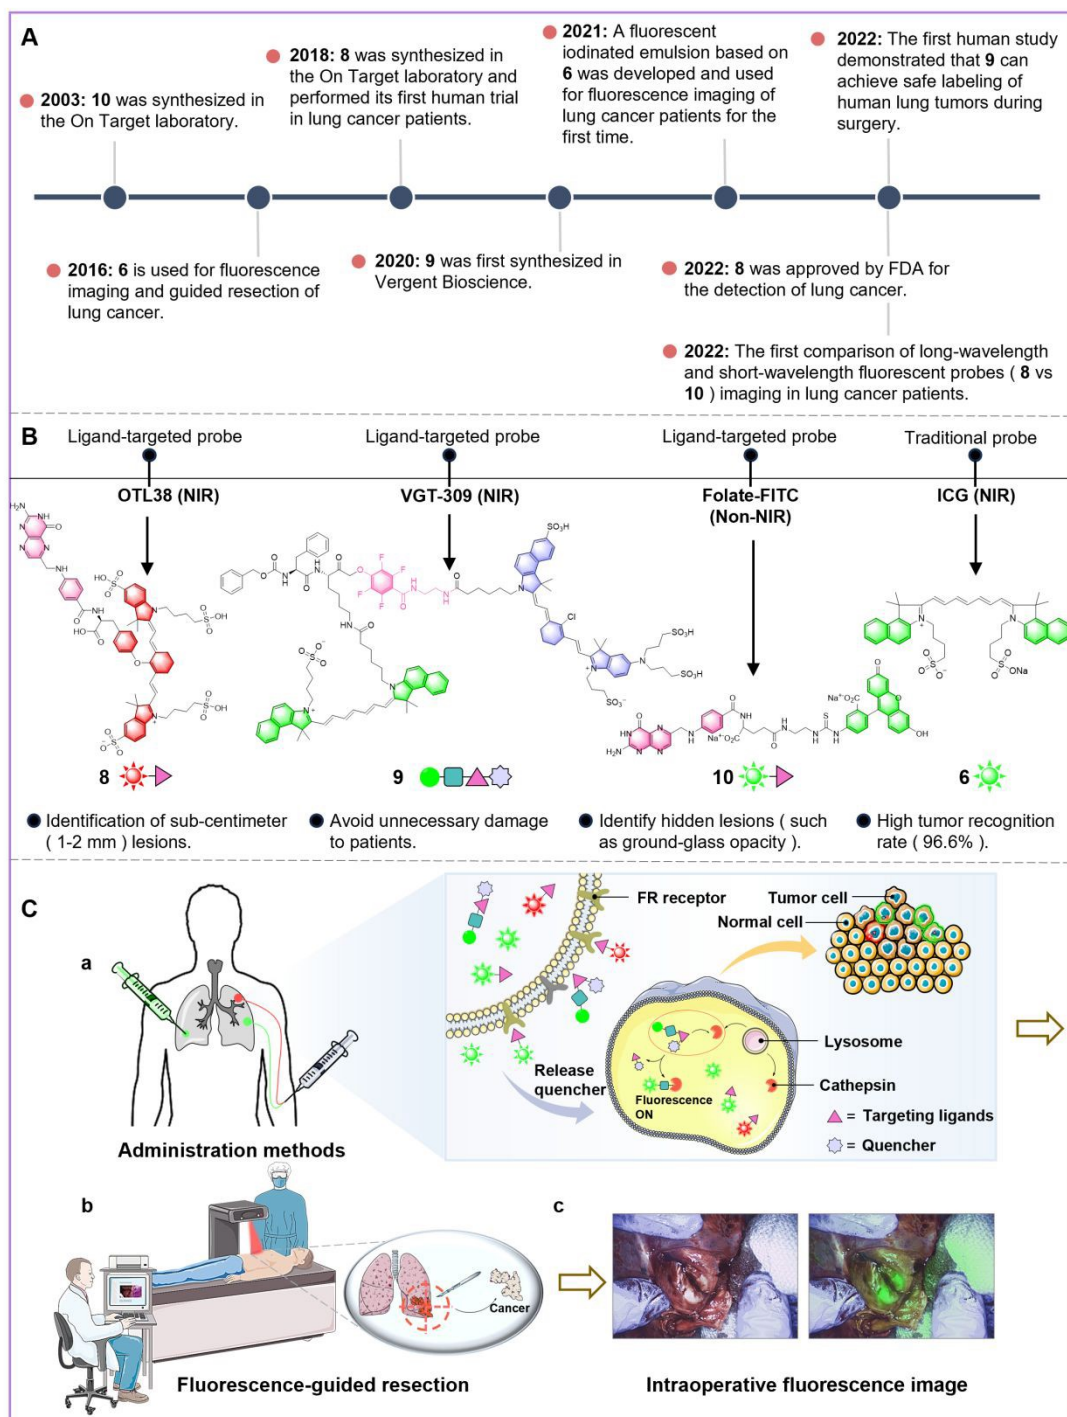 A
2003: 10 was synthesized in
the On Target laboratory.
2018: 8 was synthesized in
the On Target laboratory and
performed its first human trial
in lung cancer patients.
2021: A fluorescent
iodinated emulsion based on
6 was developed and used
for fluorescence imaging of
lung cancer patients for the
first time.
2022: The first human study
demonstrated that 9 can
achieve safe labeling of
human lung tumors during
surgery.
2016: 6 is used for fluorescence
imaging and guided resection of
lung cancer.
2020: 9 was first synthesized in
Vergent Bioscience.
2022: 8 was approved by FDA for
the detection of lung cancer.
2022: The first comparison of long-wavelength
and short-wavelength fluorescent probes ( 8 vs
10 ) imaging in lung cancer patients.
B
Ligand-targeted probe
Ligand-targeted probe
Ligand-targeted probe
Traditional probe
OTL38 (NIR)
VGT-309 (NIR)
Folate-FITC
(Non-NIR)
ICG (NIR)
8
9
10
6
Identification of sub-centimeter
( 1-2 mm ) lesions.
Avoid unnecessary damage
to patients.
Identify hidden lesions ( such
as ground-glass opacity ).
High tumor recognition
rate ( 96.6% ).
C
a
Administration methods
FR receptor
Tumor cell
Normal cell
Release
quencher
Lysosome
Cathepsin
Fluorescence
ON
= Targeting ligands
= Quencher
b
Cancer
Fluorescence-guided resection
c
Intraoperative fluorescence image